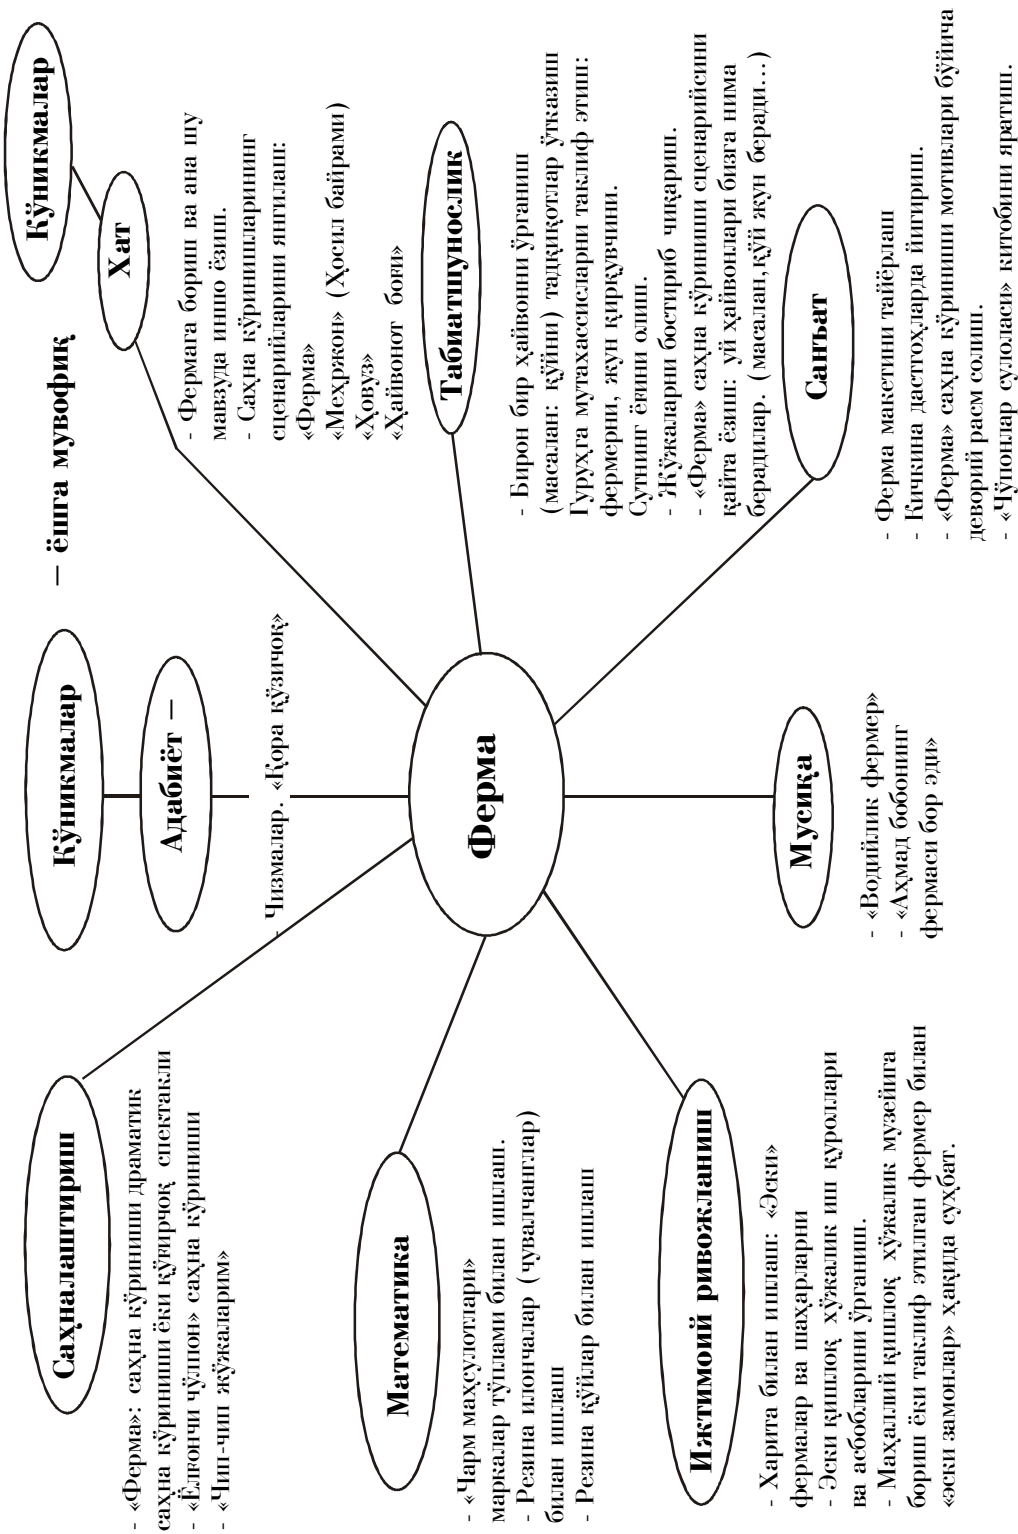 Саҳналаштириш
- «Ферма»: саҳна кўриниши драматик
саҳна кўриниши ёки қўғирчоқ спектакли
- «Ёлғончи чўпон» саҳна кўриниши
- «Чип-чип жўжаларим»
Кўникмалар
Адабиёт —
- Чизмалар. «Қора қўзичоқ»
— ёшга мувофиқ
Кўникмалар
Хат
- Фермага бориш ва ана шу
мавзуда иншо ёзиш.
- Саҳна кўринишларининг
сценарийларини янгилаш:
«Ферма»
«Меҳржон» (Ҳосил байрами)
«Ҳовуз»
«Ҳайвонот боғи»
Математика
- «Чарм маҳсулотлари»
маркалар тўплами билан ишлаш.
- Резина илончалар (чувалчанглар)
билан ишлаш
- Резина қўйлар билан ишлаш
Ферма
Табиатшунослик
- Бирон бир ҳайвонни ўрганиш
(масалан: қўйни) тадқиқотлар ўтказиш
Гуруҳга мутахассисларни таклиф этиш:
фермерни, жун қирқувчини.
Сутнинг ёғини олиш.
- Жўжаларни бостириб чиқариш.
- «Ферма» саҳна кўриниши сценарийсини
қайта ёзиш: уй ҳайвонлари бизга нима
берадилар. (масалан,қўй жун беради...)
Ижтимоий ривожланиш
- Харита билан ишлаш: «Эски»
фермалар ва шаҳарларни
- Эски қишлоқ хўжалик иш қуроллари
ва асбобларини ўрганиш.
- Маҳаллий қишлоқ хўжалик музейига
бориш ёки таклиф этилган фермер билан
«эски замонлар» ҳақида суҳбат.
Мусиқа
- «Водийлик фермер»
- «Аҳмад бобонинг
фермаси бор эди»
Санъат
- Ферма макетини тайёрлаш
- Кичкина дастгоҳларда йигириш.
- «Ферма» саҳна кўриниши мотивлари бўйича
деворий расм солиш.
- «Чўпонлар сулоласи» китобини яратиш.